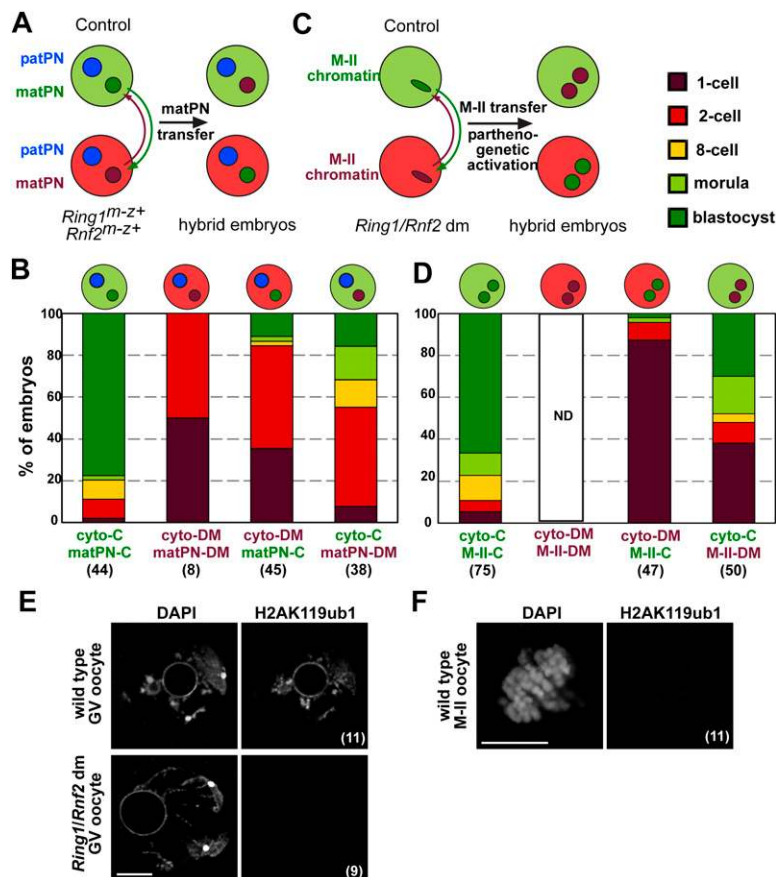 A
Control
patPN
matPN
matPN
transfer
patPN
matPN
Ring1m-z+
Rnf2m-z+
hybrid embryos
C
Control
M-II
chromatin
M-II transfer
partheno-
genetic
activation
M-II
chromatin
Ring1/Rnf2 dm
hybrid embryos
1-cell
2-cell
8-cell
morula
blastocyst
B
% of embryos
100
80
60
40
20
0
cyto-C
matPN-C
(44)
cyto-DM
matPN-DM
(8)
cyto-DM
matPN-C
(45)
cyto-C
matPN-DM
(38)
D
100
80
60
40
20
0
ND
cyto-C
M-II-C
(75)
cyto-DM
M-II-DM
cyto-DM
M-II-C
(47)
cyto-C
M-II-DM
(50)
E
DAPI
H2AK119ub1
wild type
GV oocyte
(11)
Ring1/Rnf2 dm
GV oocyte
(9)
F
DAPI
H2AK119ub1
wild type
M-II oocyte
(11)